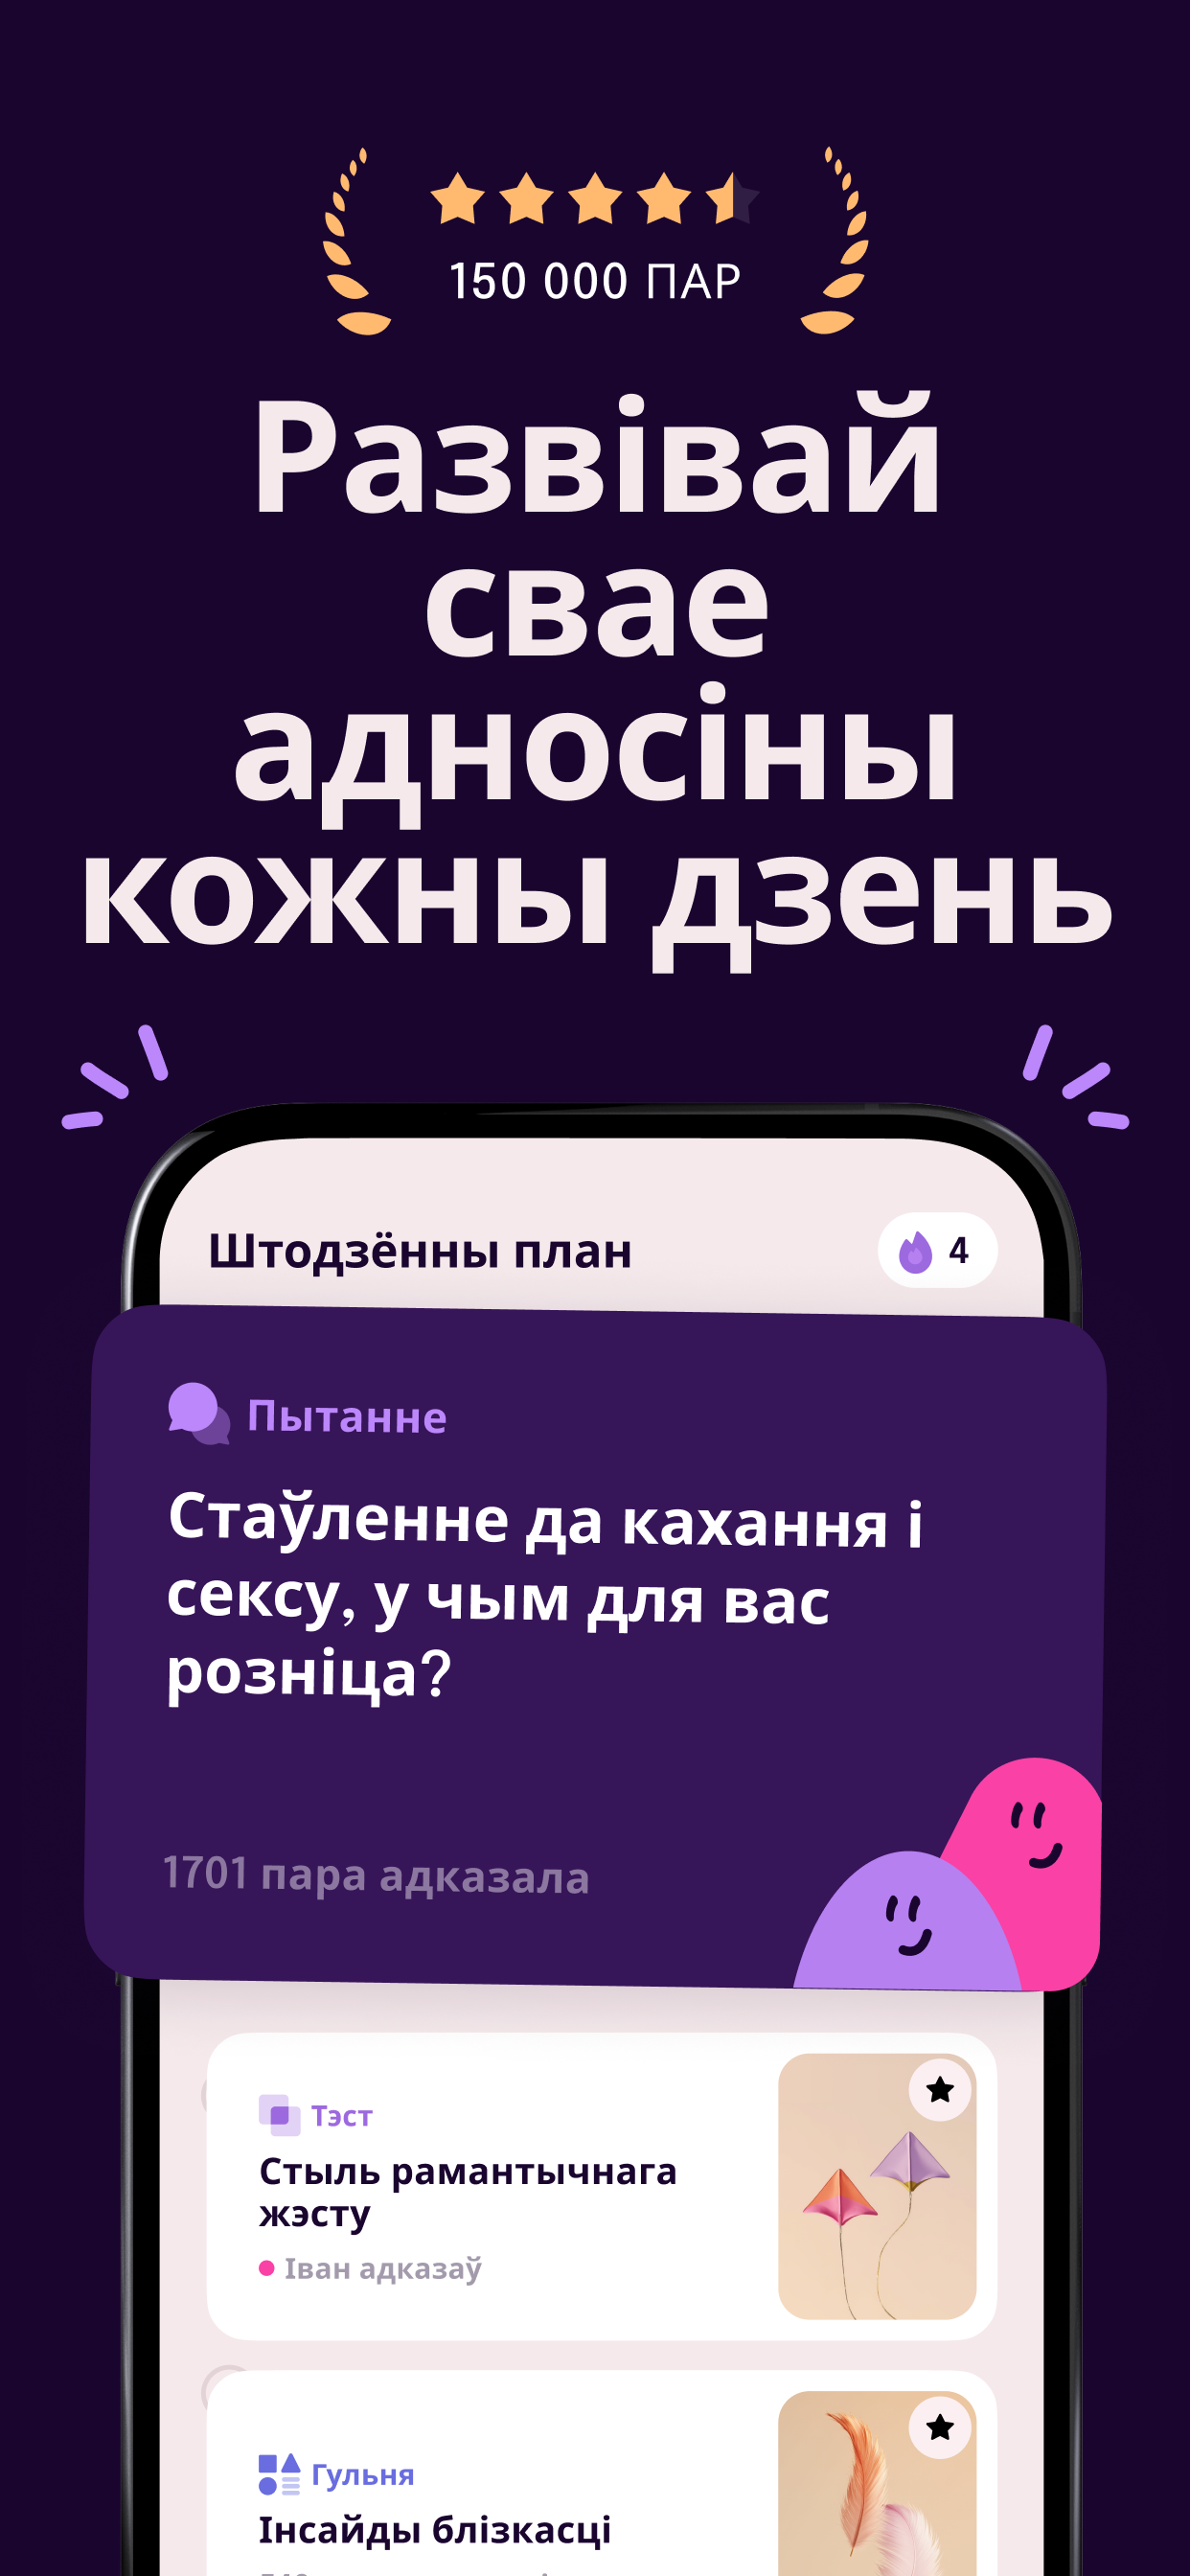 150 000 ПАР
Развівай
свае
адносіны
кожны дзень
Штодзённы план
4
Пытанне
Стаўленне да кахання і
сексу, у чым для вас
розніца?
1701 пара адказала
Тэст
Стыль рамантычнага
жэсту
Іван адказаў
Гульня
Інсайды блізкасці